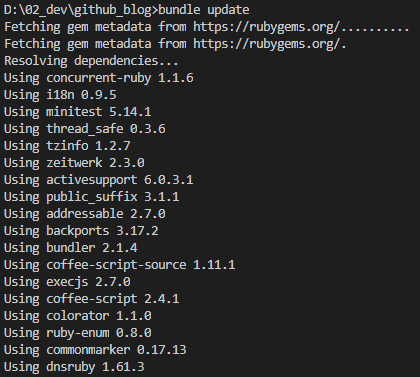 D:\02_dev\github_blog>bundle update
Fetching gem metadata from https://rubygems.org/..........
Fetching gem metadata from https://rubygems.org/.
Resolving dependencies...
Using concurrent-ruby 1.1.6
Using i18n 0.9.5
Using minitest 5.14.1
Using thread_safe 0.3.6
Using tzinfo 1.2.7
Using zeitwerk 2.3.0
Using activesupport 6.0.3.1
Using public_suffix 3.1.1
Using addressable 2.7.0
Using backports 3.17.2
Using bundler 2.1.4
Using coffee-script-source 1.11.1
Using execjs 2.7.0
Using coffee-script 2.4.1
Using colorator 1.1.0
Using ruby-enum 0.8.0
Using commonmarker 0.17.13
Using dnsruby 1.61.3